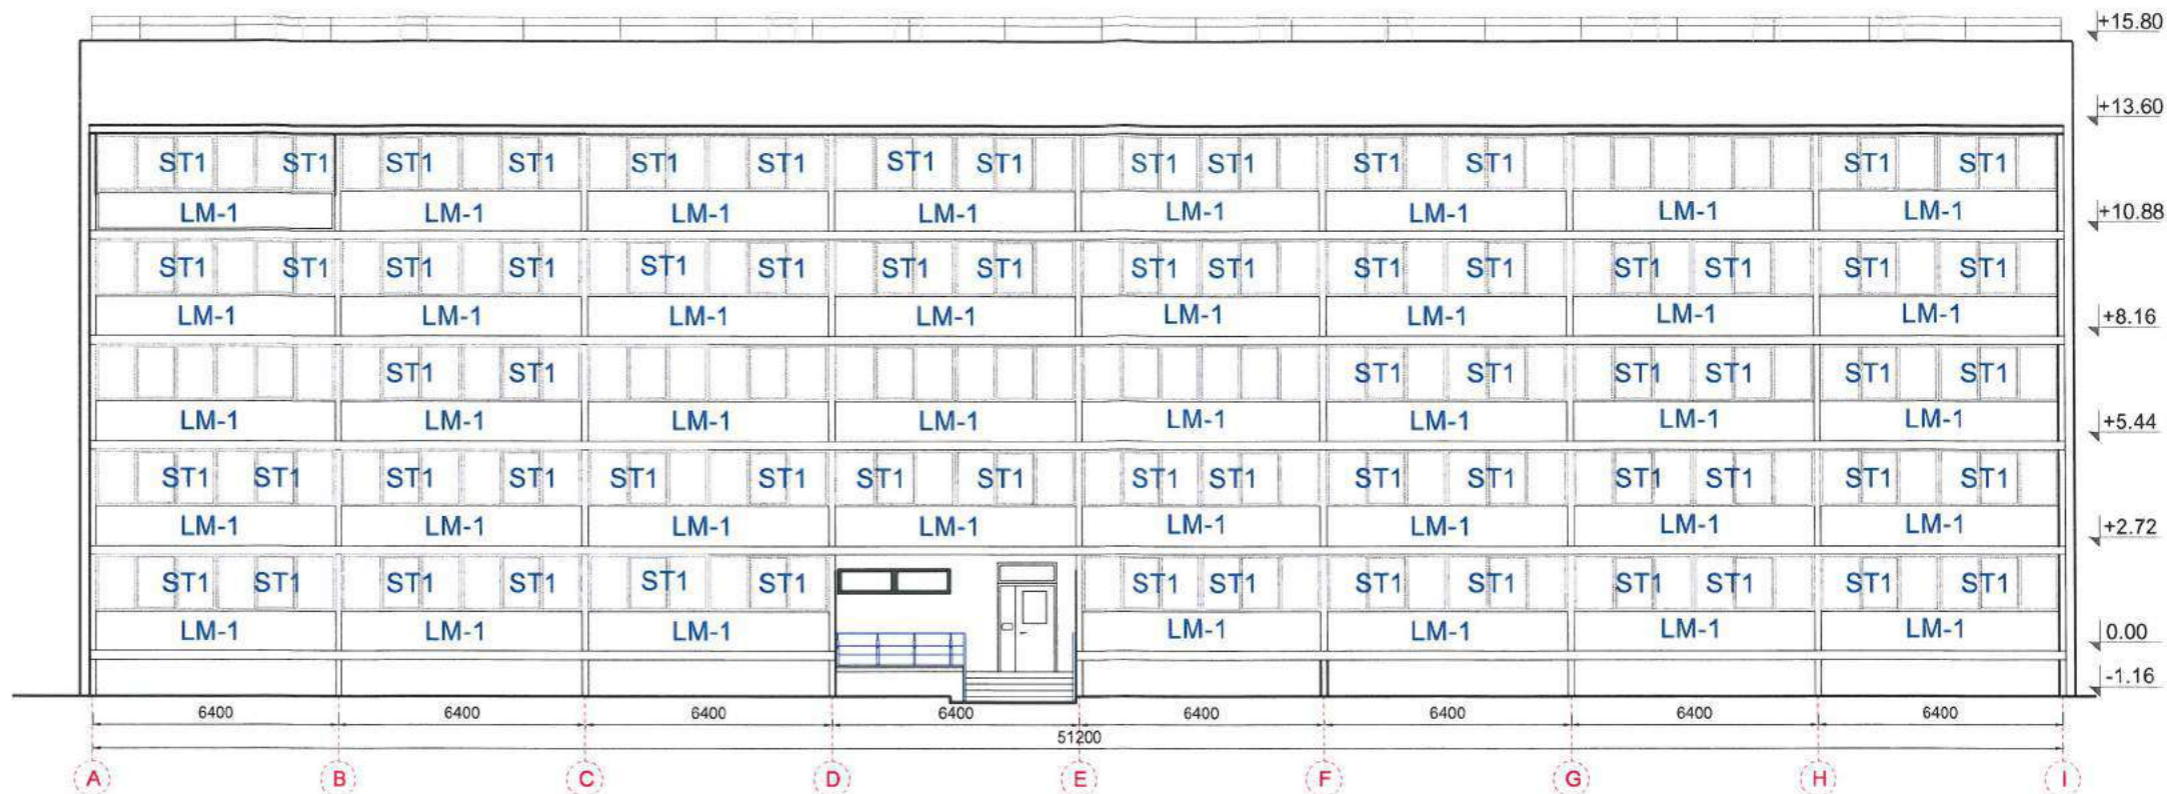 +15.80
+13.60
ST1 ST1 ST1 ST1 ST1 ST1 ST1 ST1 ST1 ST1 ST1 ST1 ST1 ST1
LM-1 LM-1 LM-1 LM-1 LM-1 LM-1 LM-1 LM-1
+10.88
ST1 ST1 ST1 ST1 ST1 ST1 ST1 ST1 ST1 ST1 ST1 ST1 ST1 ST1 ST1 ST1
LM-1 LM-1 LM-1 LM-1 LM-1 LM-1 LM-1 LM-1
+8.16
ST1 ST1 ST1 ST1 ST1 ST1 ST1 ST1
LM-1 LM-1 LM-1 LM-1 LM-1 LM-1 LM-1 LM-1
+5.44
ST1 ST1 ST1 ST1 ST1 ST1 ST1 ST1 ST1 ST1 ST1 ST1 ST1 ST1 ST1 ST1
LM-1 LM-1 LM-1 LM-1 LM-1 LM-1 LM-1 LM-1
+2.72
ST1 ST1 ST1 ST1 ST1 ST1 ST1 ST1 ST1 ST1 ST1 ST1 ST1 ST1
LM-1 LM-1 LM-1 LM-1 LM-1 LM-1 LM-1
0.00
-1.16
6400 6400 6400 6400 6400 6400 6400 6400
51200
A B C D E F G H I